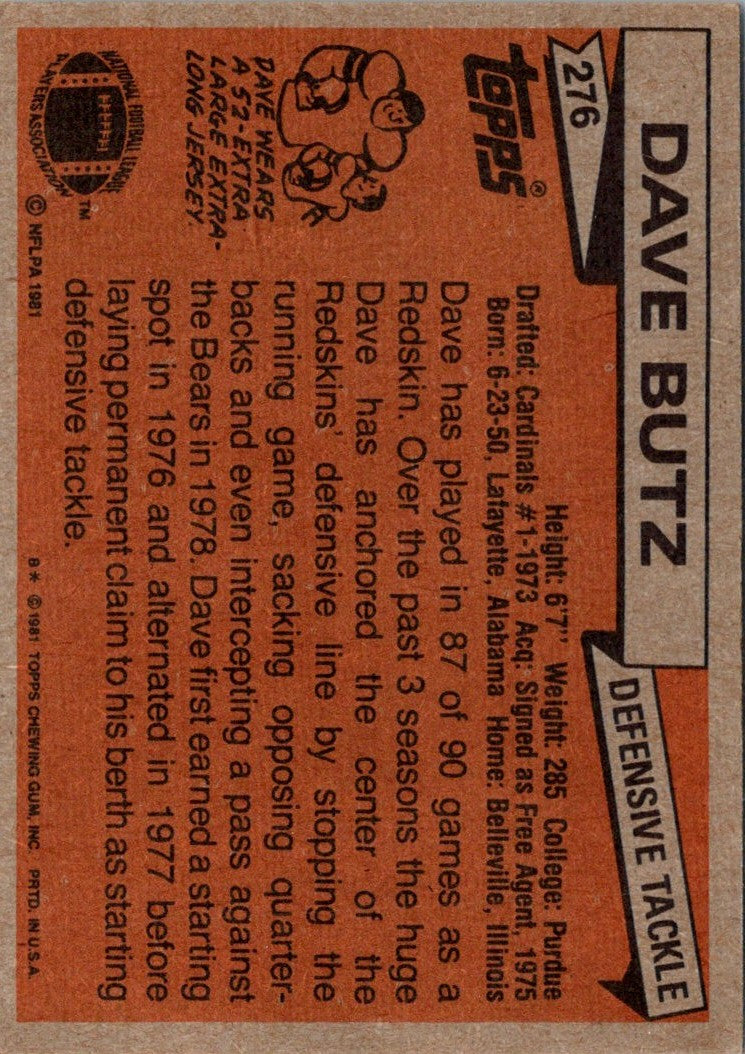 276
DAVE BUTZ
DEFENSIVE TACKLE
TOPPS®
Height: 6'7" Weight: 285 College: Purdue
Drafted: Cardinals #1-1973 Acq: Signed as Free Agent, 1975
Born: 6-23-50, Lafayette, Alabama Home: Belleville, Illinois
Dave has played in 87 of 90 games as a
Redskin. Over the past 3 seasons the huge
Dave has anchored the center of the
Redskins' defensive line by stopping the
running game, sacking opposing quarter-
backs and even intercepting a pass against
the Bears in 1978. Dave first earned a starting
spot in 1976 and alternated in 1977 before
laying permanent claim to his berth as starting
defensive tackle.
DAVE WEARS
A 52-EXTRA
LARGE EXTRA-
LONG JERSEY.
NATIONAL FOOTBALL LEAGUE
PLAYERS ASSOCIATION
™
© NFLPA 1981
B* ©1981 TOPPS CHEWING GUM, INC. PRTD. IN U.S.A.